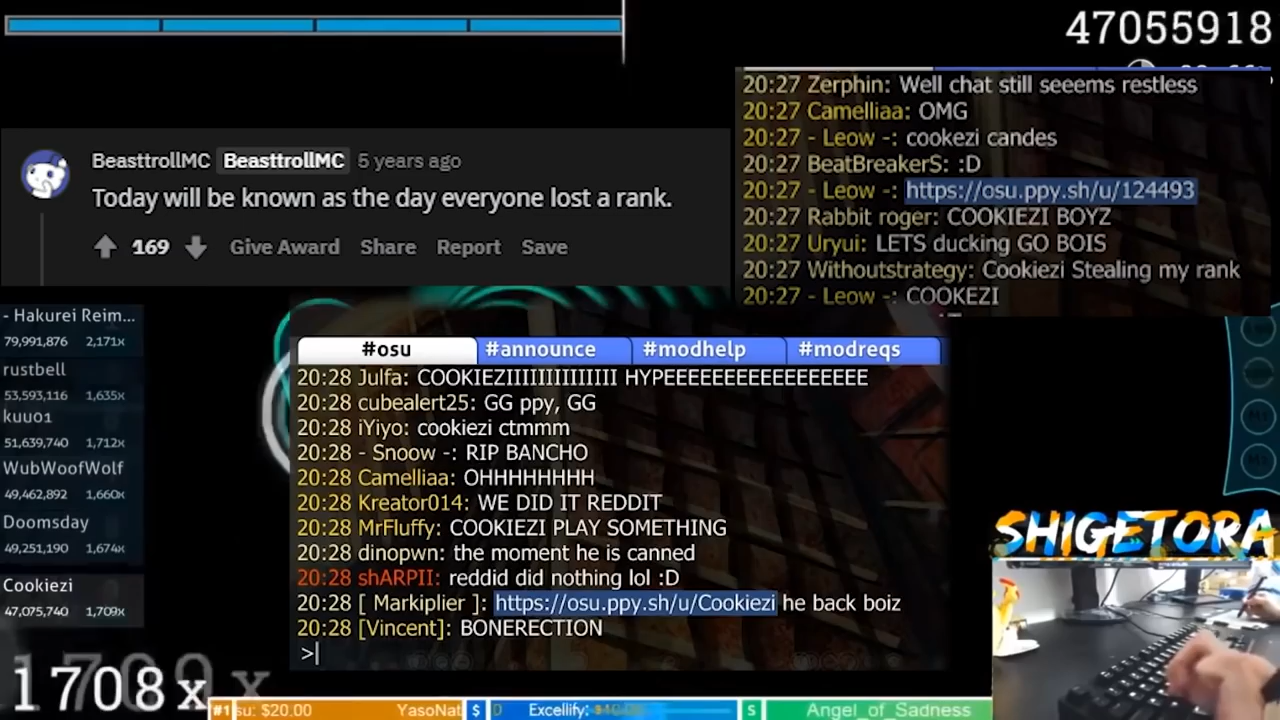 47055918
20:27 Zerphin: Well chat still seeems restless
20:27 Camelliaa: OMG
20:27 - Leow -: cookezi candes
20:27 BeatBreakerS: :D
20:27 - Leow -: https://osu.ppy.sh/u/124493
20:27 Rabbit roger: COOKIEZI BOYZ
20:27 Uryui: LETS ducking GO BOIS
20:27 Withoutstrategy: Cookiezi Stealing my rank
20:27 - Leow -: COOKEZI
BeasttrollMC BeasttrollMC 5 years ago
Today will be known as the day everyone lost a rank.
169 Give Award Share Report Save
- Hakurei Reim...
79,991,876 2,171x
rustbell
53,593,116 1,635x
kuu01
51,639,740 1,712x
WubWoofWolf
49,462,892 1,660x
Doomsday
49,251,190 1,674x
Cookiezi
47,075,740 1,709x
#osu #announce #modhelp #modreqs
20:28 Julfa: COOKIEZIIIIIIIIIIIIII HYPEEEEEEEEEEEEEEEEEE
20:28 cubealert25: GG ppy, GG
20:28 iYiyo: cookiezi ctmmm
20:28 - Snoow -: RIP BANCHO
20:28 Camelliaa: OHHHHHHHH
20:28 Kreator014: WE DID IT REDDIT
20:28 MrFluffy: COOKIEZI PLAY SOMETHING
20:28 dinopwn: the moment he is canned
20:28 shARPII: reddid did nothing lol :D
20:28 [ Markiplier ]: https://osu.ppy.sh/u/Cookiezi he back boiz
20:28 [Vincent]: BONERECTION
>|
SHIGETORA
1708x
#1 su: $20.00 YasoNat $ Excellify: $10.00 S Angel_of_Sadness